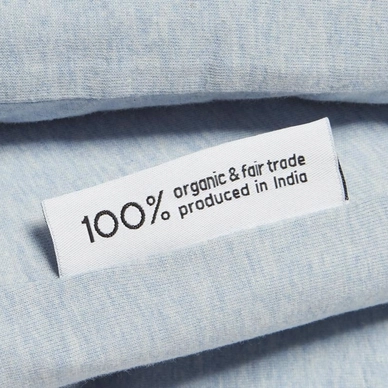 100% organic & fair trade
produced in India